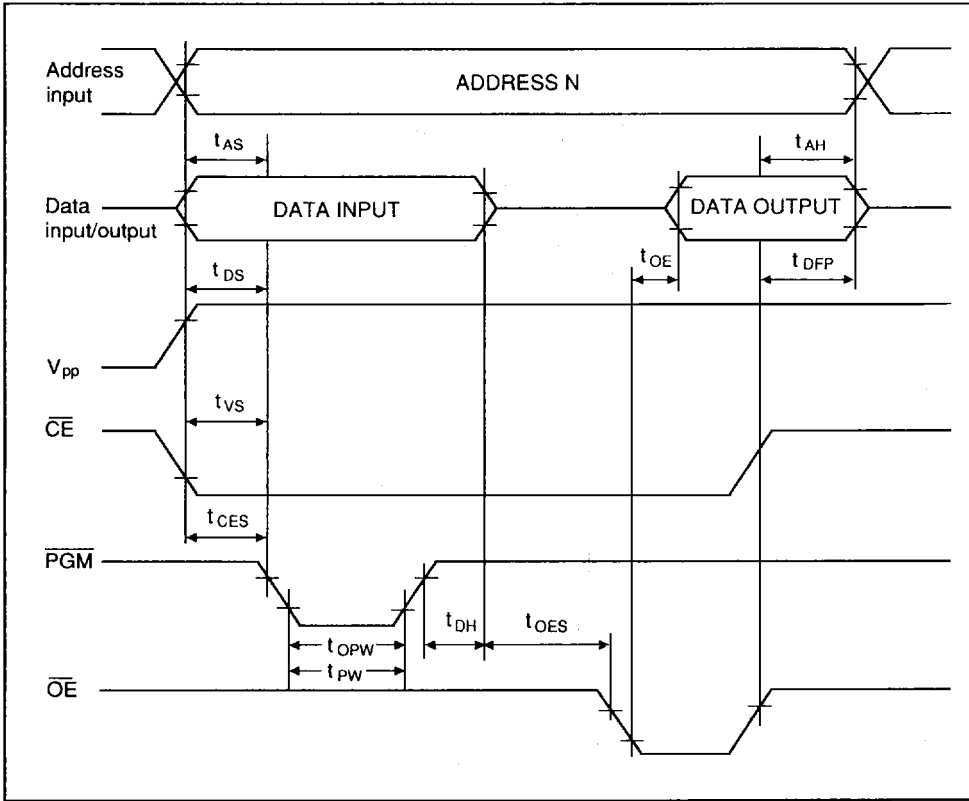 Address input
ADDRESS N
tAS
tAH
Data input/output
DATA INPUT
DATA OUTPUT
tOE
tDS
tDFP
Vpp
tVS
CE
tCES
PGM
tDH
tOES
tOPW
tPW
OE